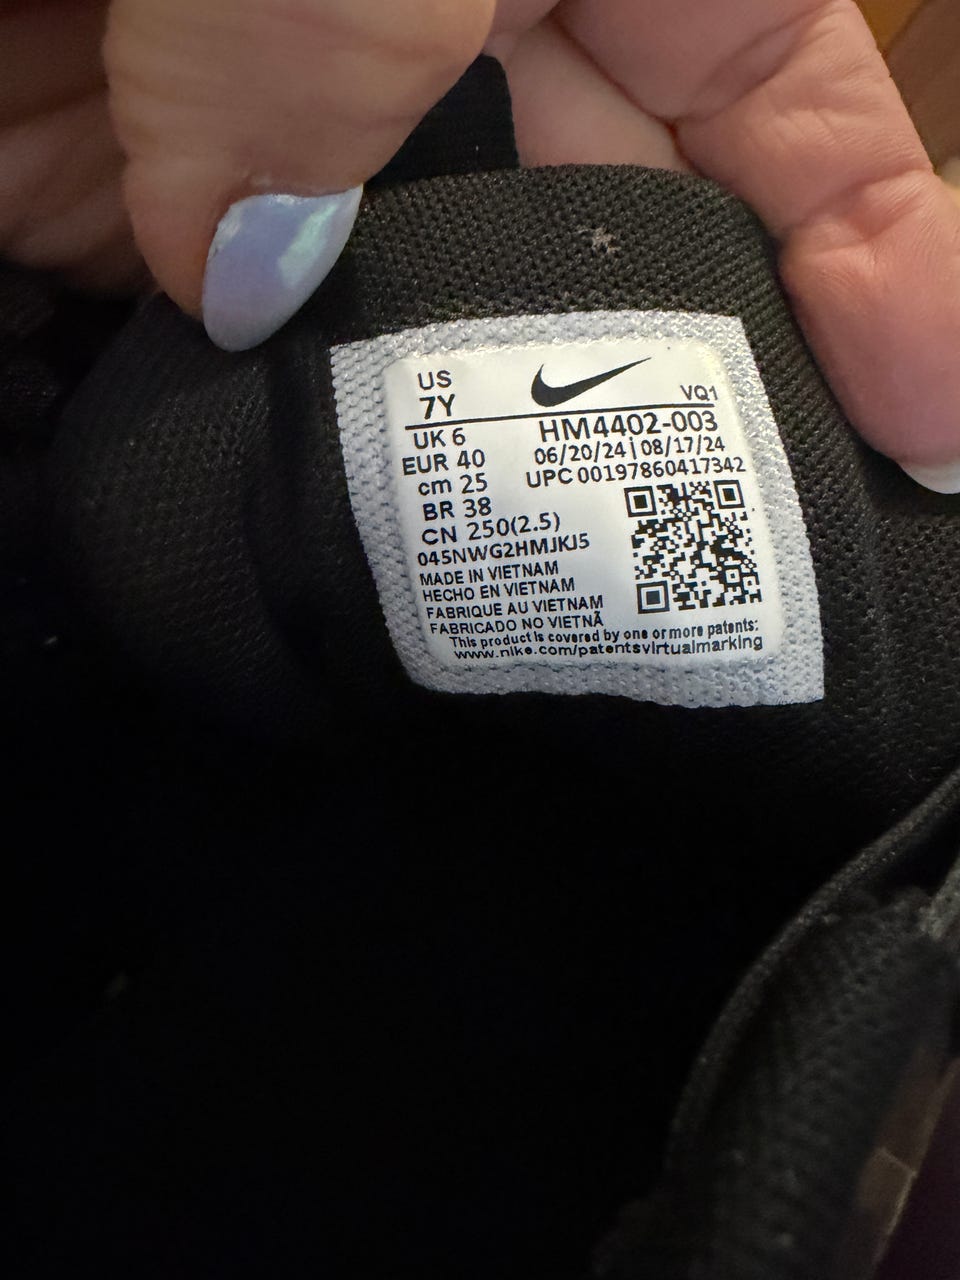 US
7Y
UK 6
EUR 40
cm 25
BR 38
CN 250(2.5)
VQ1
HM4402-003
06/20/24|08/17/24
UPC 00197860417342
045NWG2HMJKJ5
MADE IN VIETNAM
HECHO EN VIETNAM
FABRIQUE AU VIETNAM
FABRICADO NO VIETNÃ
This product is covered by one or more patents:
www.nike.com/patentsvirtualmarking